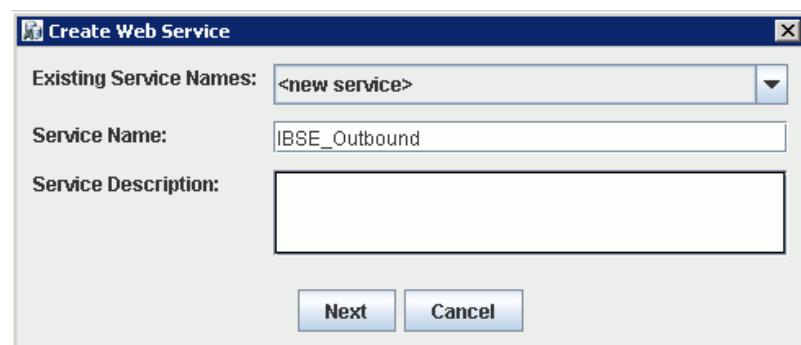 Create Web Service
Existing Service Names: <new service>
Service Name: IBSE_Outbound
Service Description:
Next Cancel